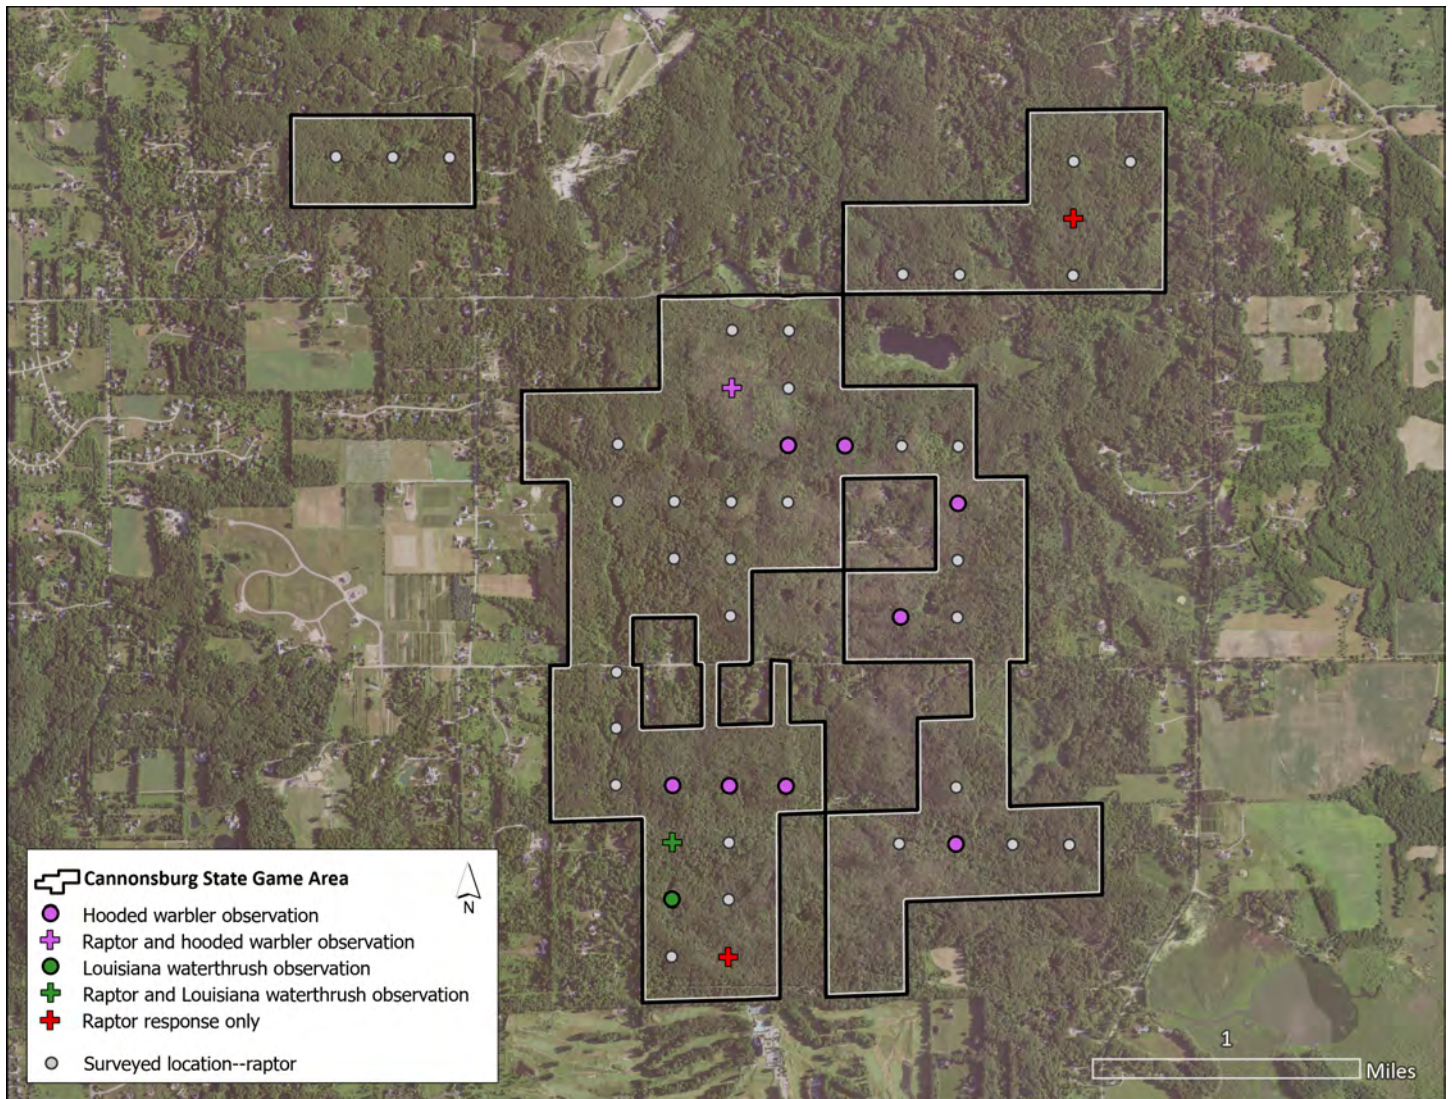 Cannonsburg State Game Area
N
Hooded warbler observation
Raptor and hooded warbler observation
Louisiana waterthrush observation
Raptor and Louisiana waterthrush observation
Raptor response only
Surveyed location--raptor
1
Miles